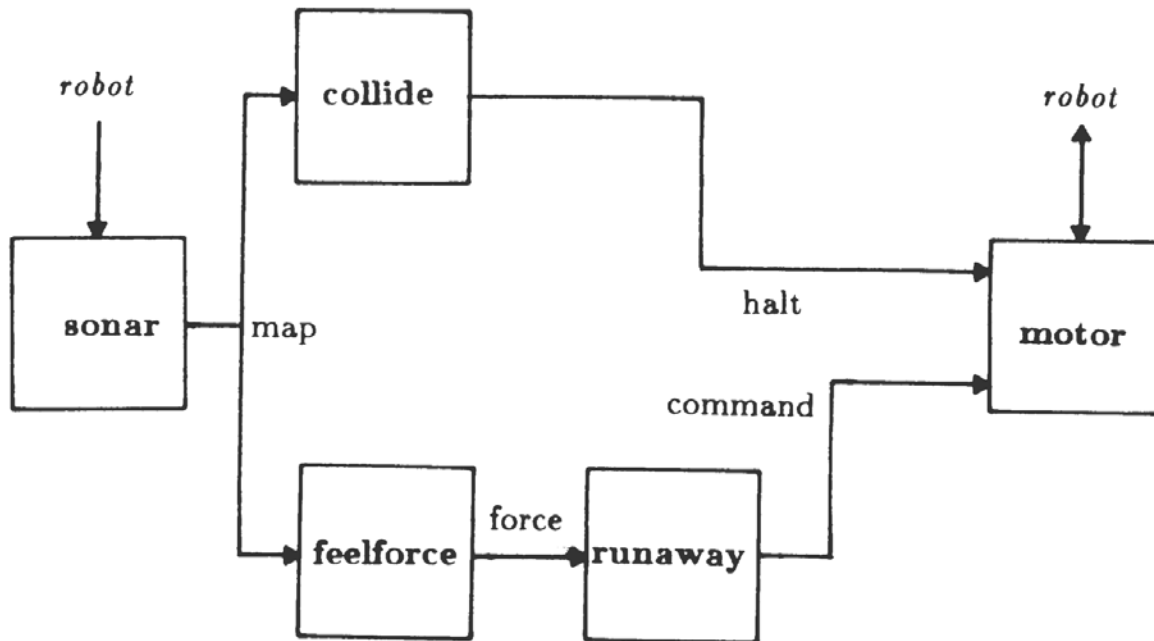 robot
collide
robot
sonar
map
halt
motor
command
feelforce
force
runaway